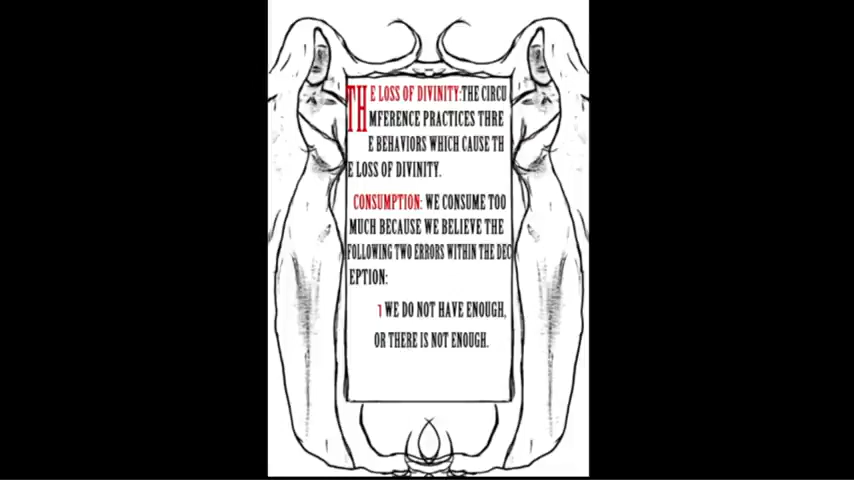 THE LOSS OF DIVINITY:THE CIRCU
MFERENCE PRACTICES THRE
E BEHAVIORS WHICH CAUSE TH
E LOSS OF DIVINITY.
CONSUMPTION: WE CONSUME TOO
MUCH BECAUSE WE BELIEVE THE
FOLLOWING TWO ERRORS WITHIN THE DEC
EPTION:
1 WE DO NOT HAVE ENOUGH,
OR THERE IS NOT ENOUGH.